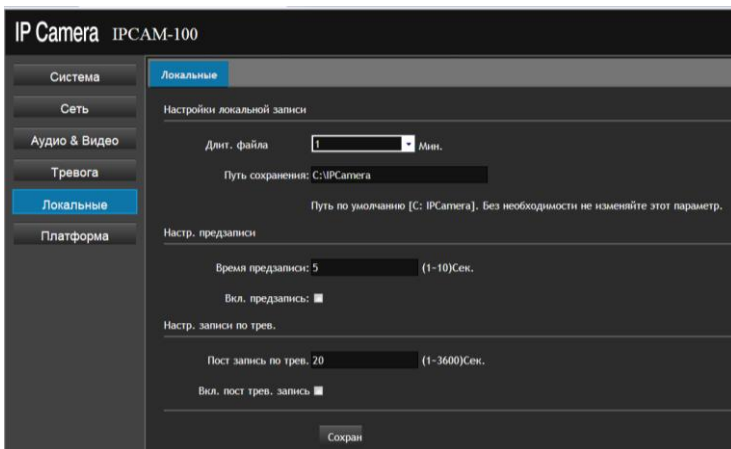 IP Camera IPCAM-100
Система
Сеть
Аудио & Видео
Тревога
Локальные
Платформа
Локальные
Настройки локальной записи
Длит. файла 1 Мин.
Путь сохранения: C:\IPCamera
Путь по умолчанию [C: IPCamera]. Без необходимости не изменяйте этот параметр.
Настр. предзаписи
Время предзаписи: 5 (1-10)Сек.
Вкл. предзапись:
Настр. записи по трев.
Пост запись по трев. 20 (1-3600)Сек.
Вкл. пост трев. запись
Сохран